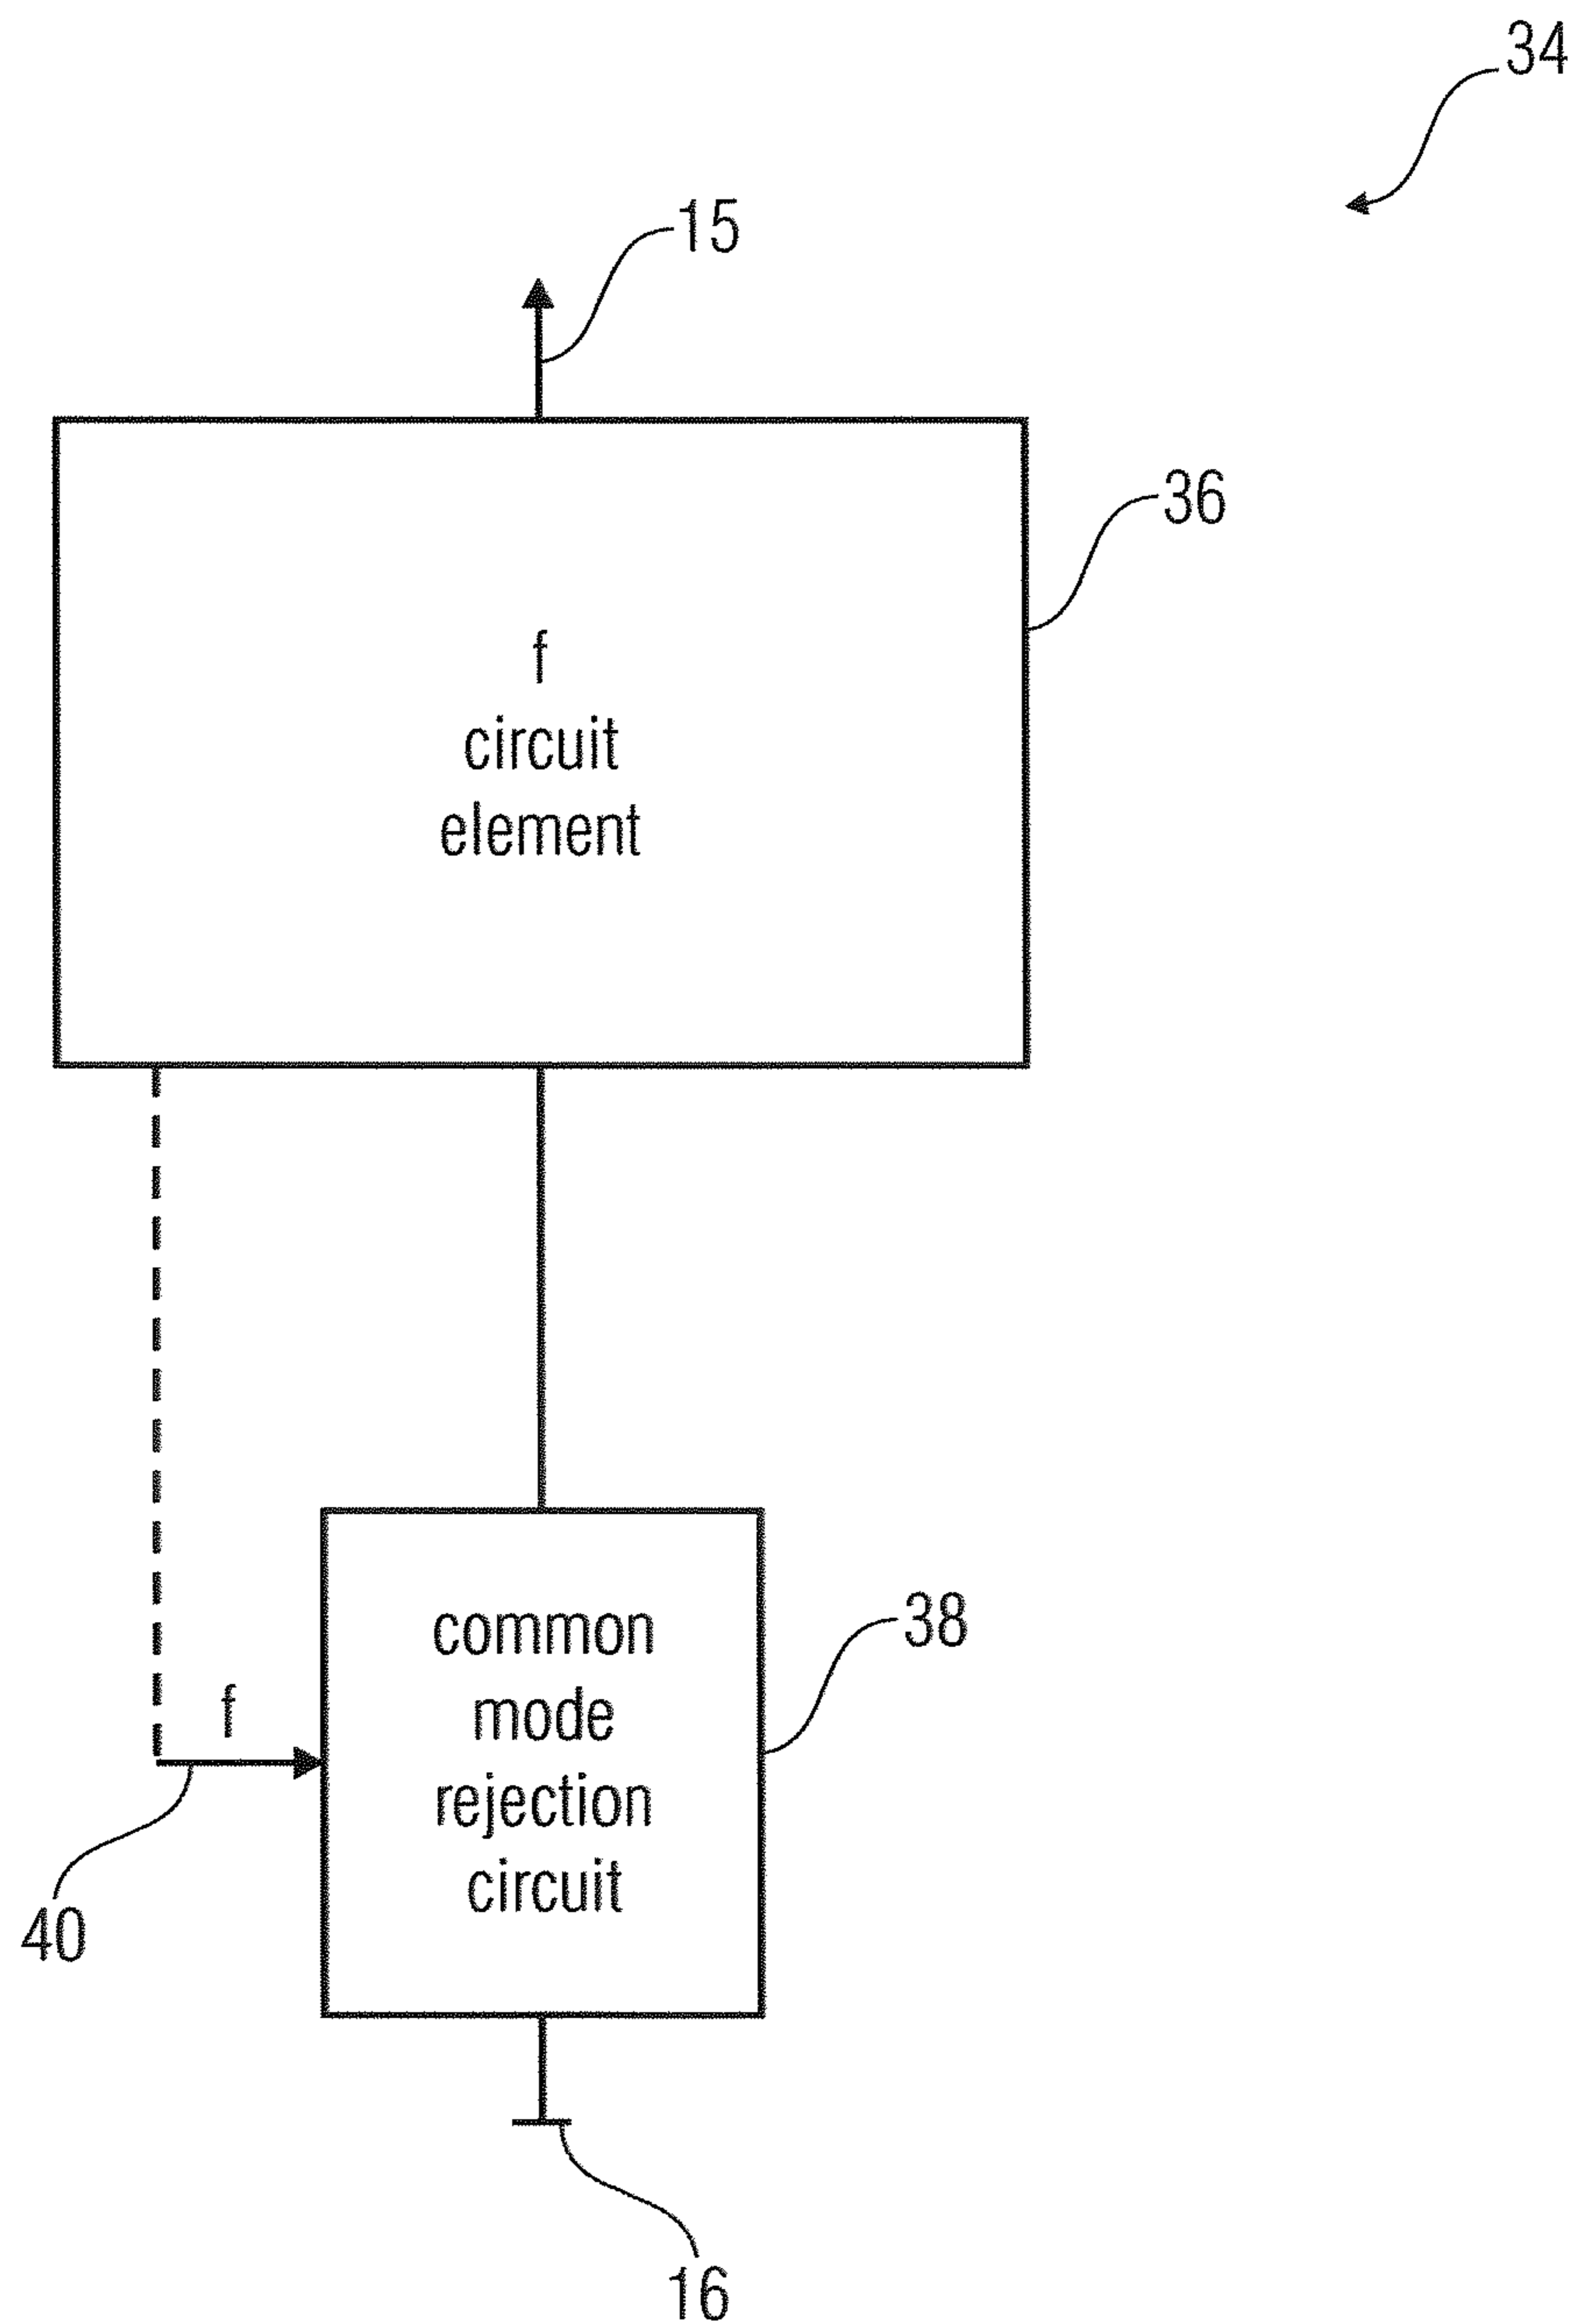 34
15
36
f
circuit
element
common
mode
rejection
circuit
38
f
40
16